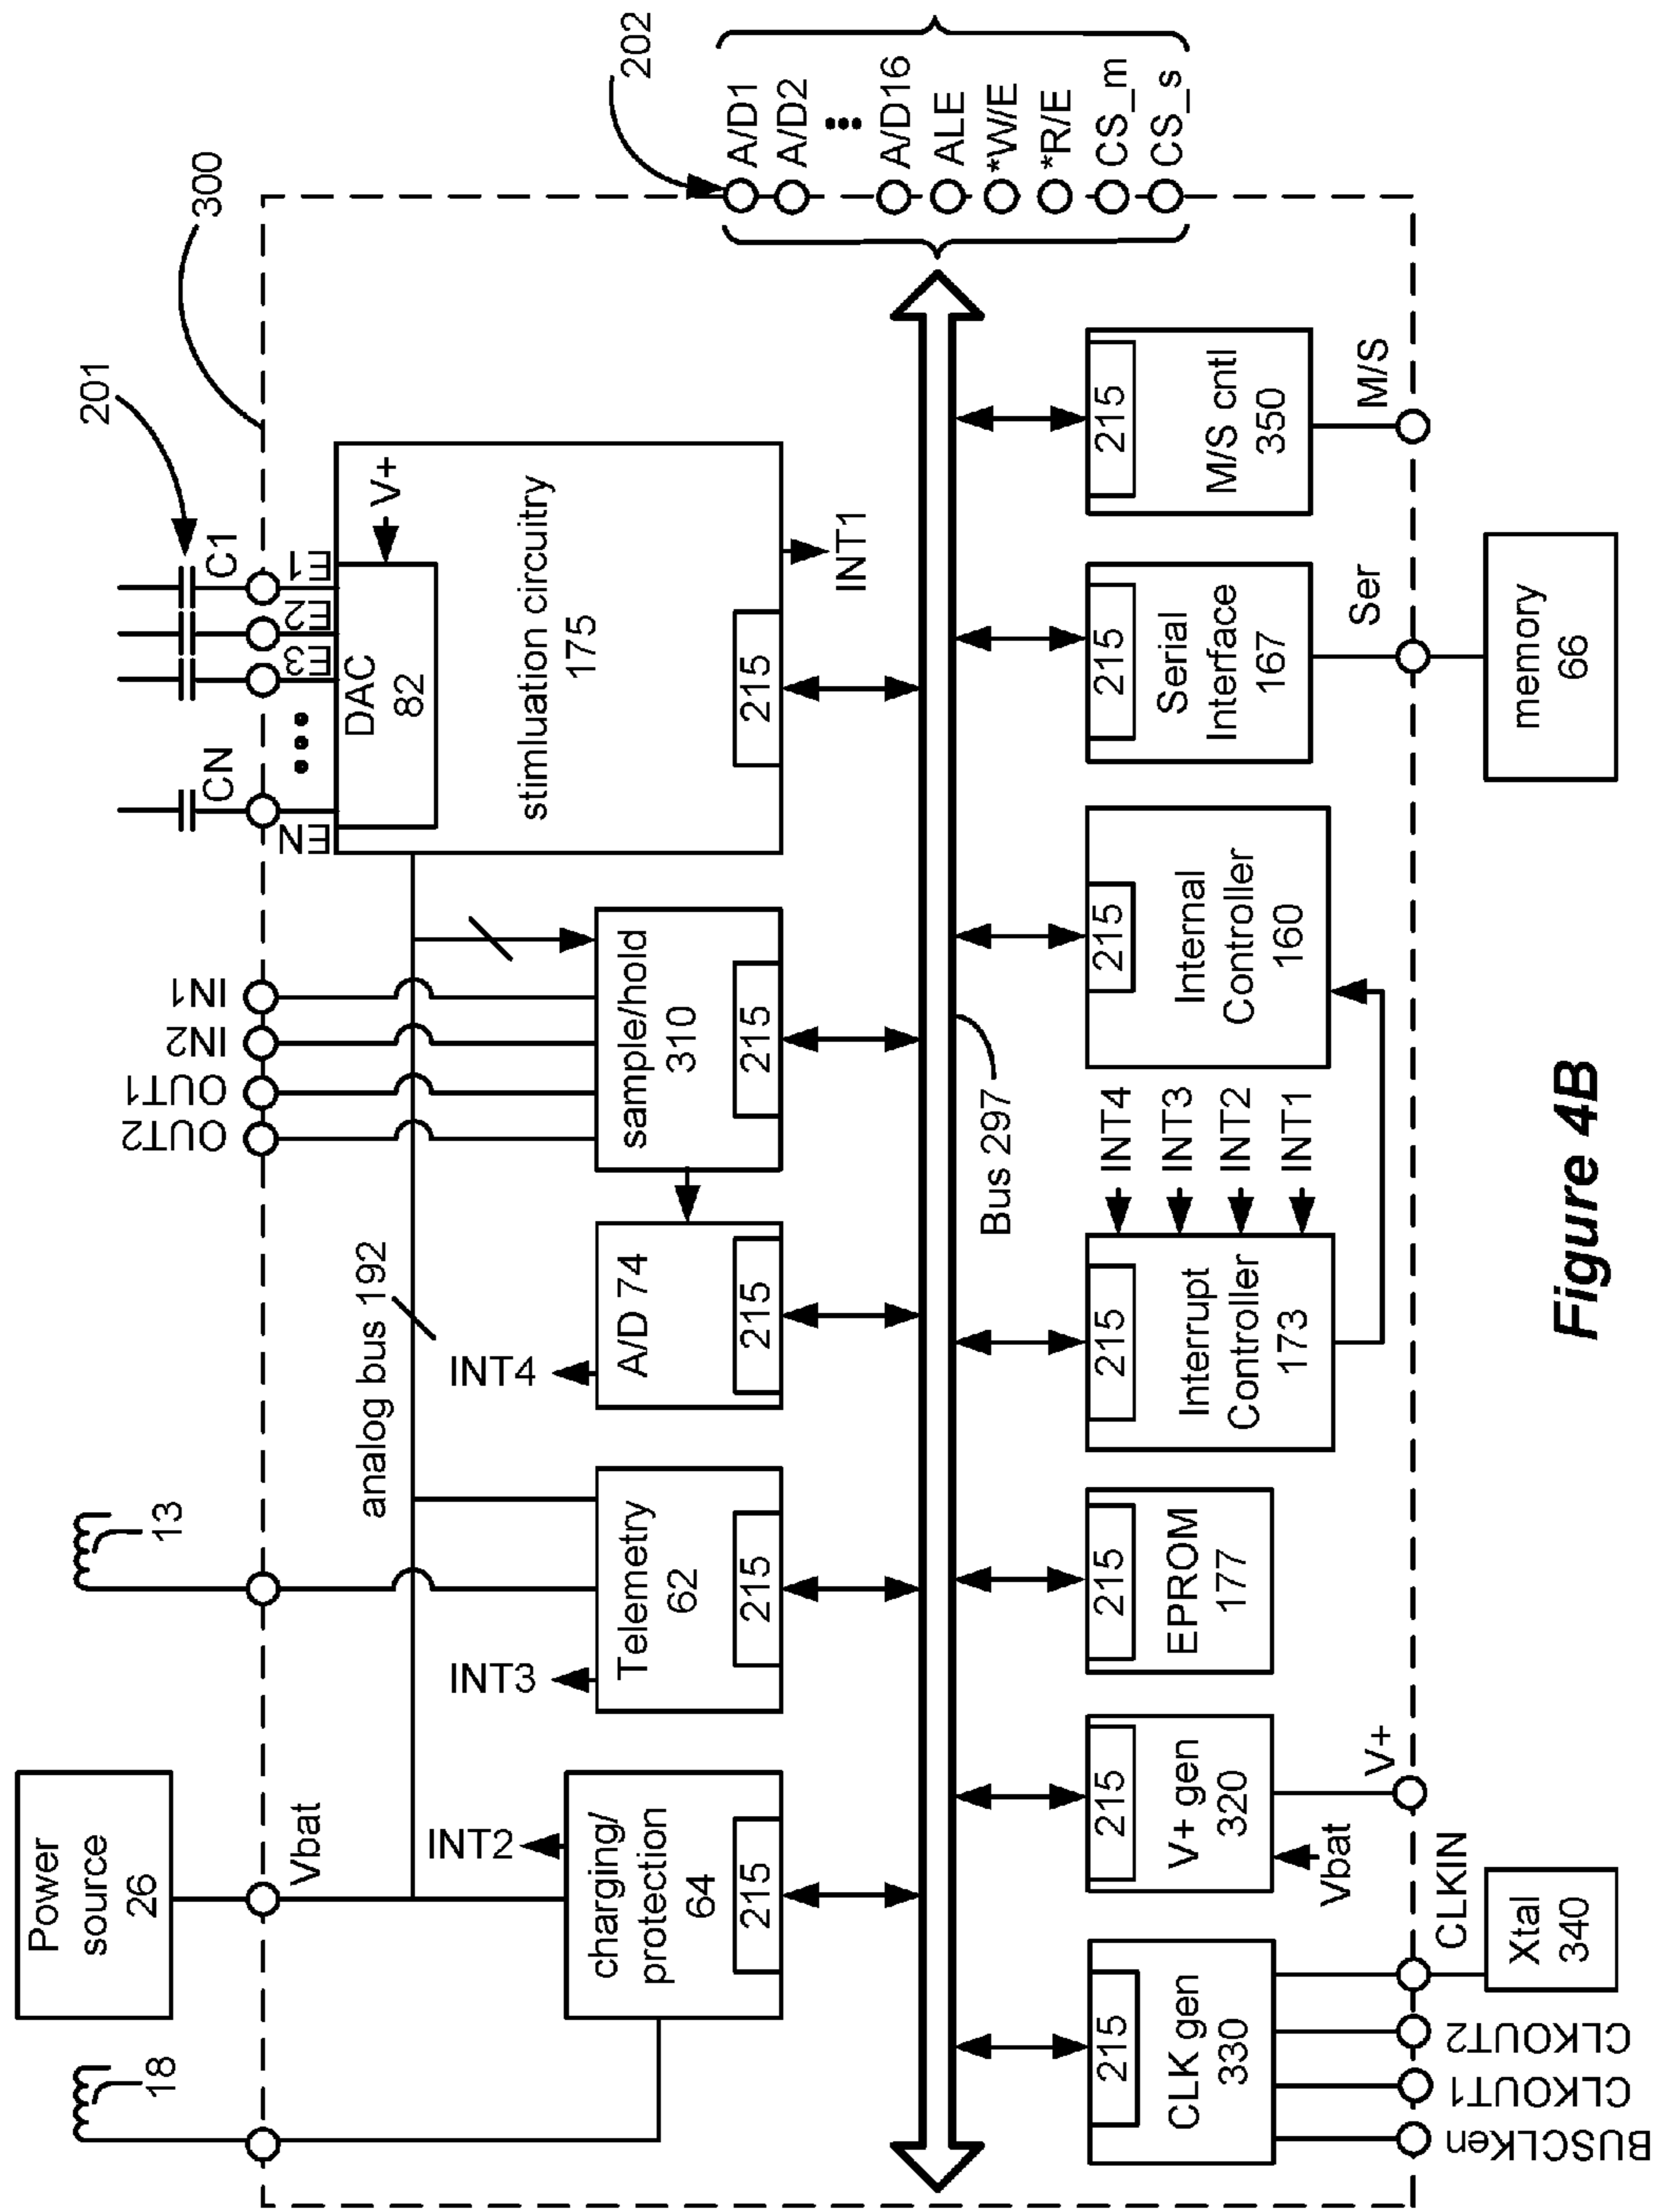 18
Power
source
26
Vbat
13
OUT2
OUT1
IN2
IN1
CN
C1
201
300
202
EN
E3
E2
E1
analog bus 192
DAC
82
V+
INT2
INT3
INT4
charging/
protection
64
215
Telemetry
62
215
A/D 74
215
sample/hold
310
215
stimluation circuitry
175
215
INT1
A/D1
A/D2
A/D16
ALE
*W/E
*R/E
CS_m
CS_s
Bus 297
215
CLK gen
330
215
V+ gen
320
Vbat
215
EPROM
177
215
Interrupt
Controller
173
INT4
INT3
INT2
INT1
215
Internal
Controller
160
215
Serial
Interface
167
215
M/S cntl
350
BUSCLKen
CLKOUT1
CLKOUT2
CLKIN
V+
Ser
M/S
Xtal
340
memory
66
Figure 4B